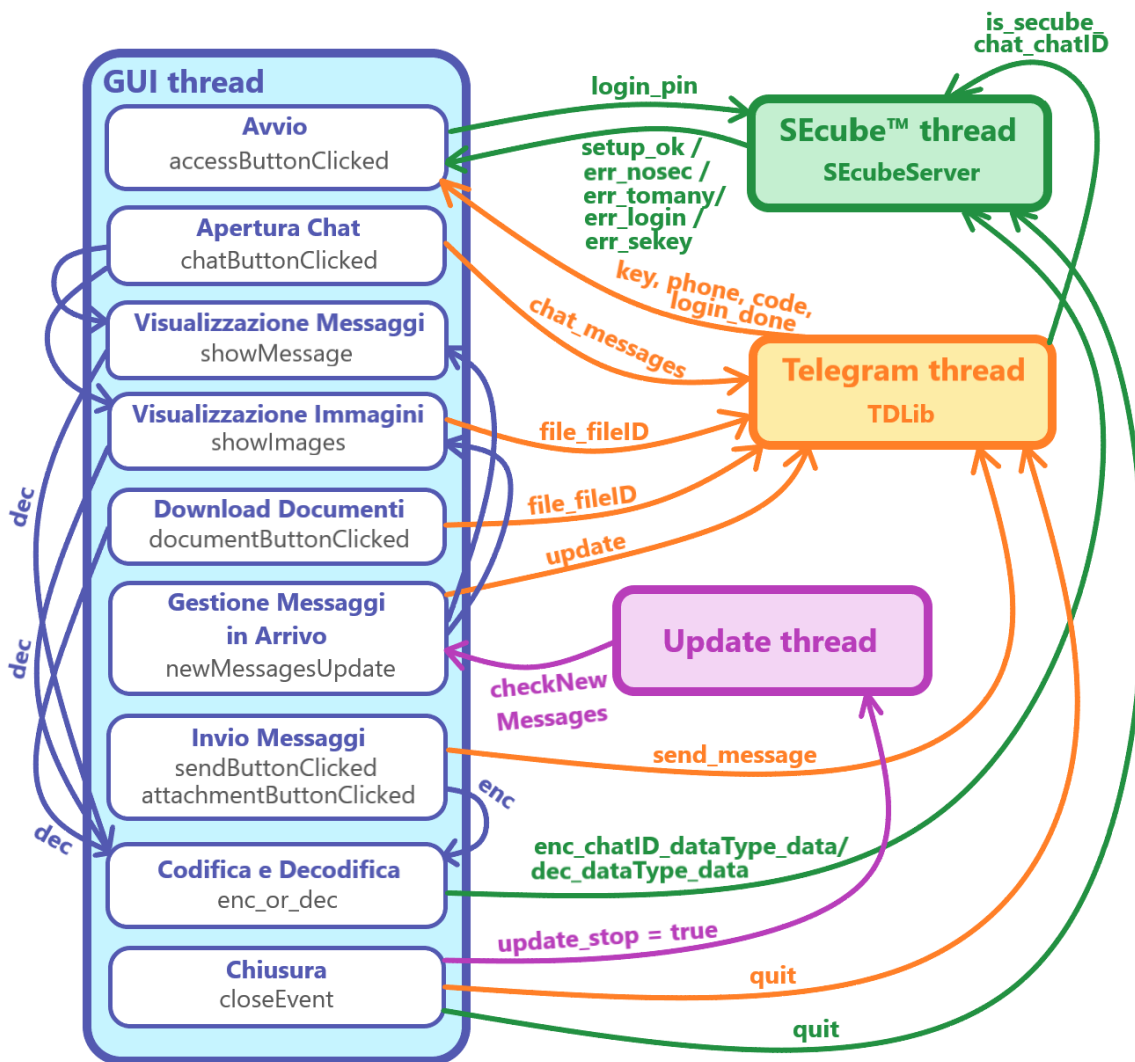 is_secube_
chat_chatID
GUI thread
Avvio
accessButtonClicked
login_pin
SEcube™ thread
SEcubeServer
setup_ok /
err_nosec /
err_tomany/
err_login /
err_sekey
Apertura Chat
chatButtonClicked
key, phone, code,
login_done
chat_messages
Visualizzazione Messaggi
showMessage
Telegram thread
TDLib
Visualizzazione Immagini
showImages
file_fileID
dec
Download Documenti
documentButtonClicked
file_fileID
update
Gestione Messaggi
in Arrivo
newMessagesUpdate
Update thread
dec
checkNew
Messages
Invio Messaggi
sendButtonClicked
attachmentButtonClicked
send_message
enc
dec
Codifica e Decodifica
enc_or_dec
enc_chatID_dataType_data/
dec_dataType_data
update_stop = true
Chiusura
closeEvent
quit
quit